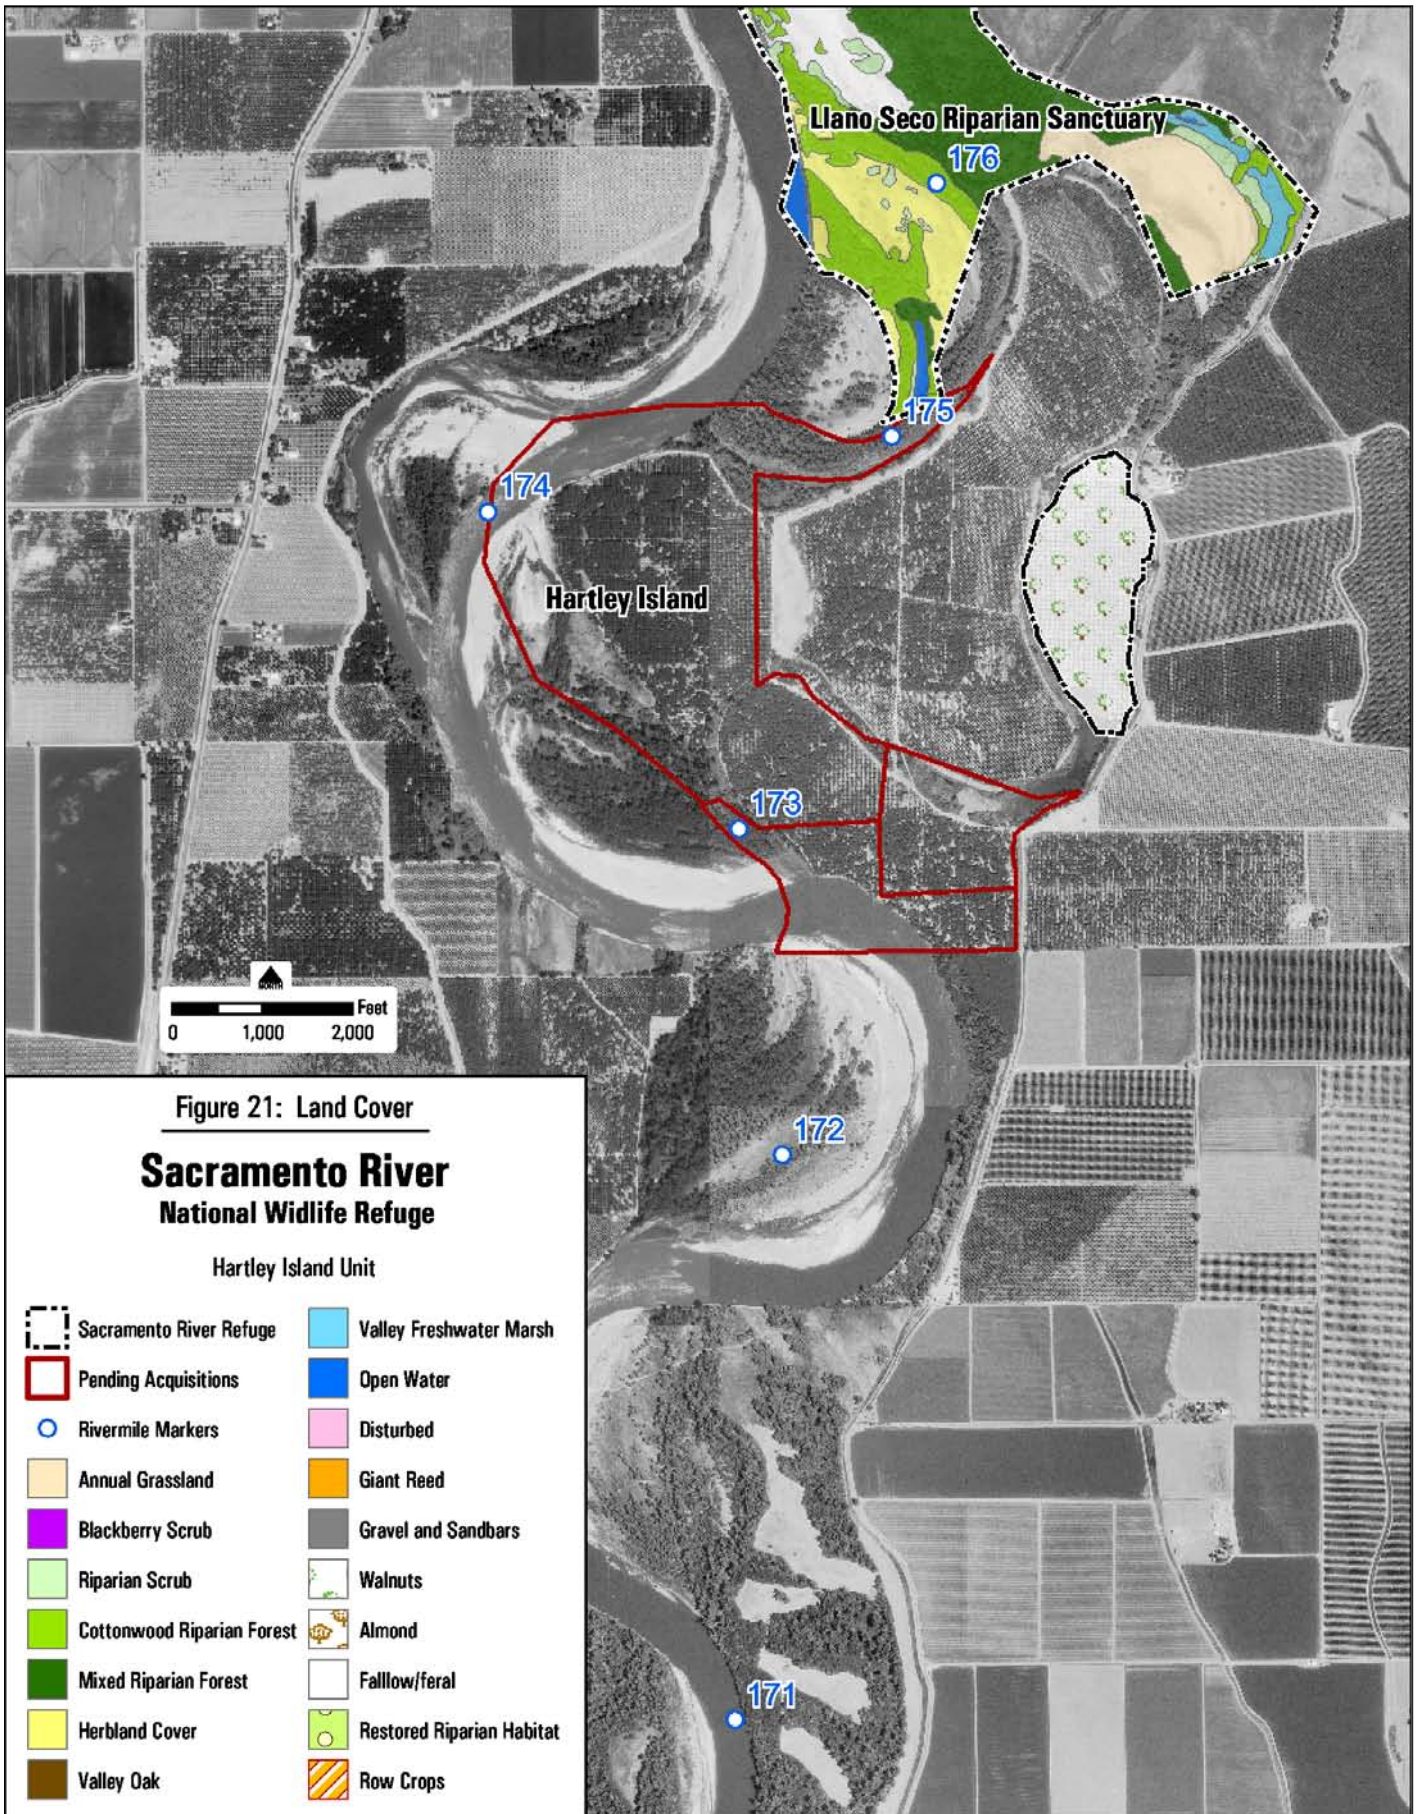 Llano Seco Riparian Sanctuary
176
175
174
Hartley Island
173
NORTH
Feet
0 1,000 2,000
172
171
Figure 21: Land Cover
Sacramento River
National Wildlife Refuge
Hartley Island Unit
Sacramento River Refuge
Pending Acquisitions
Rivermile Markers
Annual Grassland
Blackberry Scrub
Riparian Scrub
Cottonwood Riparian Forest
Mixed Riparian Forest
Herbland Cover
Valley Oak
Valley Freshwater Marsh
Open Water
Disturbed
Giant Reed
Gravel and Sandbars
Walnuts
Almond
Falllow/feral
Restored Riparian Habitat
Row Crops